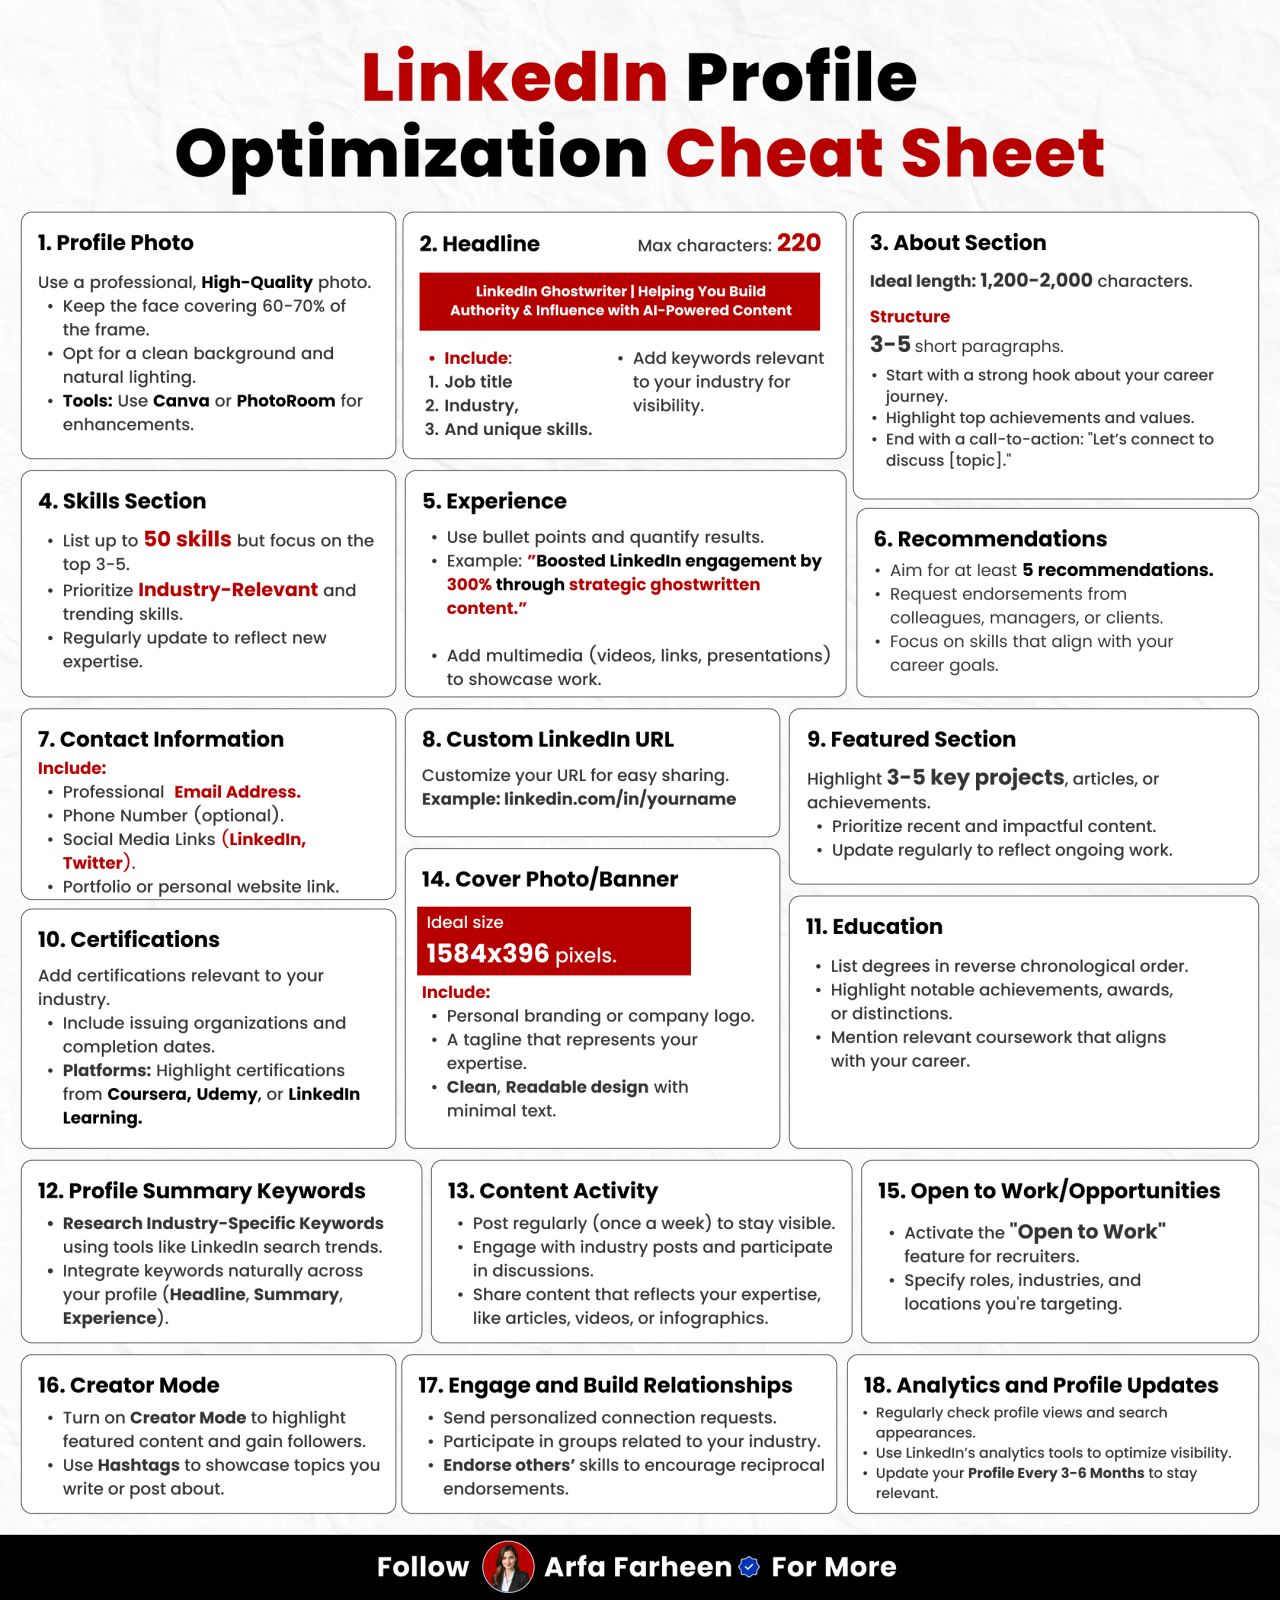 LinkedIn Profile
Optimization Cheat Sheet
1. Profile Photo
Use a professional, High-Quality photo.
• Keep the face covering 60-70% of
the frame.
• Opt for a clean background and
natural lighting.
• Tools: Use Canva or PhotoRoom for
enhancements.
2. Headline
Max characters: 220
LinkedIn Ghostwriter | Helping You Build
Authority & Influence with AI-Powered Content
• Include:
1. Job title
2. Industry,
3. And unique skills.
• Add keywords relevant
to your industry for
visibility.
3. About Section
Ideal length: 1,200-2,000 characters.
Structure
3-5 short paragraphs.
• Start with a strong hook about your career
journey.
• Highlight top achievements and values.
• End with a call-to-action: "Let’s connect to
discuss [topic]."
4. Skills Section
• List up to 50 skills but focus on the
top 3-5.
• Prioritize Industry-Relevant and
trending skills.
• Regularly update to reflect new
expertise.
5. Experience
• Use bullet points and quantify results.
• Example: ”Boosted LinkedIn engagement by
300% through strategic ghostwritten
content.”
• Add multimedia (videos, links, presentations)
to showcase work.
6. Recommendations
• Aim for at least 5 recommendations.
• Request endorsements from
colleagues, managers, or clients.
• Focus on skills that align with your
career goals.
7. Contact Information
Include:
• Professional Email Address.
• Phone Number (optional).
• Social Media Links (LinkedIn,
Twitter).
• Portfolio or personal website link.
8. Custom LinkedIn URL
Customize your URL for easy sharing.
Example: linkedin.com/in/yourname
9. Featured Section
Highlight 3-5 key projects, articles, or
achievements.
• Prioritize recent and impactful content.
• Update regularly to reflect ongoing work.
10. Certifications
Add certifications relevant to your
industry.
• Include issuing organizations and
completion dates.
• Platforms: Highlight certifications
from Coursera, Udemy, or LinkedIn
Learning.
14. Cover Photo/Banner
Ideal size
1584x396 pixels.
Include:
• Personal branding or company logo.
• A tagline that represents your
expertise.
• Clean, Readable design with
minimal text.
11. Education
• List degrees in reverse chronological order.
• Highlight notable achievements, awards,
or distinctions.
• Mention relevant coursework that aligns
with your career.
12. Profile Summary Keywords
• Research Industry-Specific Keywords
using tools like LinkedIn search trends.
• Integrate keywords naturally across
your profile (Headline, Summary,
Experience).
13. Content Activity
• Post regularly (once a week) to stay visible.
• Engage with industry posts and participate
in discussions.
• Share content that reflects your expertise,
like articles, videos, or infographics.
15. Open to Work/Opportunities
• Activate the "Open to Work"
feature for recruiters.
• Specify roles, industries, and
locations you're targeting.
16. Creator Mode
• Turn on Creator Mode to highlight
featured content and gain followers.
• Use Hashtags to showcase topics you
write or post about.
17. Engage and Build Relationships
• Send personalized connection requests.
• Participate in groups related to your industry.
• Endorse others’ skills to encourage reciprocal
endorsements.
18. Analytics and Profile Updates
• Regularly check profile views and search
appearances.
• Use LinkedIn’s analytics tools to optimize visibility.
• Update your Profile Every 3-6 Months to stay
relevant.
Follow Arfa Farheen For More